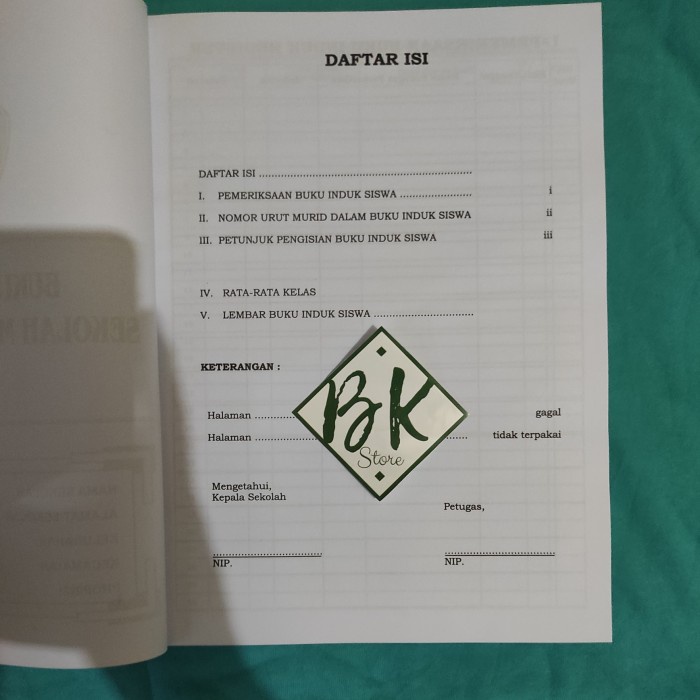 DAFTAR ISI
DAFTAR ISI ................................................................
I. PEMERIKSAAN BUKU INDUK SISWA ...................... i
II. NOMOR URUT MURID DALAM BUKU INDUK SISWA ii
III. PETUNJUK PENGISIAN BUKU INDUK SISWA iii
IV. RATA-RATA KELAS
V. LEMBAR BUKU INDUK SISWA ..............................
KETERANGAN :
Halaman ............ gagal
Halaman ......................... tidak terpakai
BK
Store
Mengetahui,
Kepala Sekolah
Petugas,
NIP.
NIP.